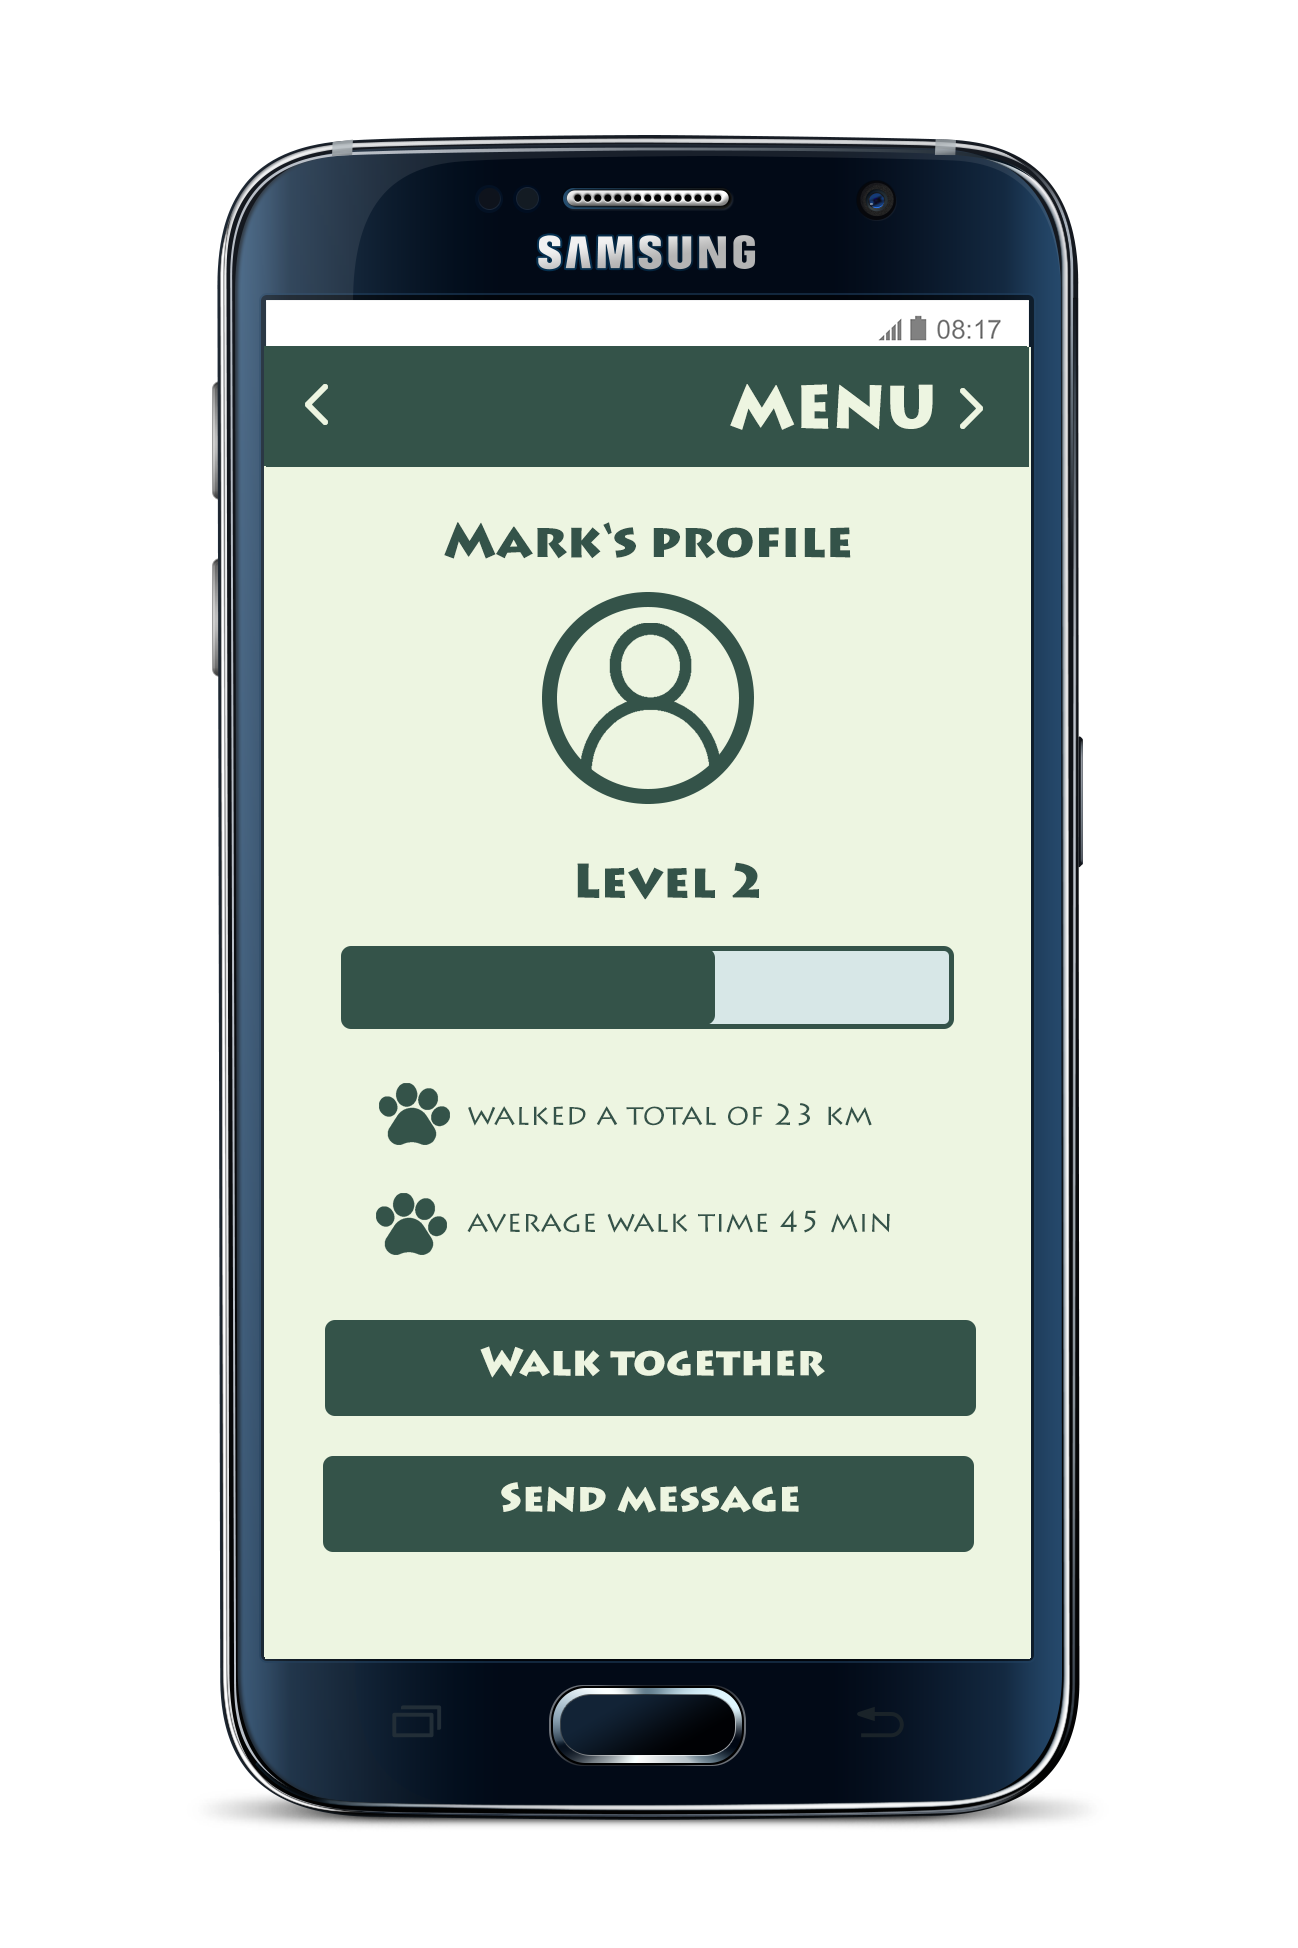 SAMSUNG
08:17
MENU
Mark's profile
Level 2
walked a total of 23 km
average walk time 45 min
Walk together
Send message